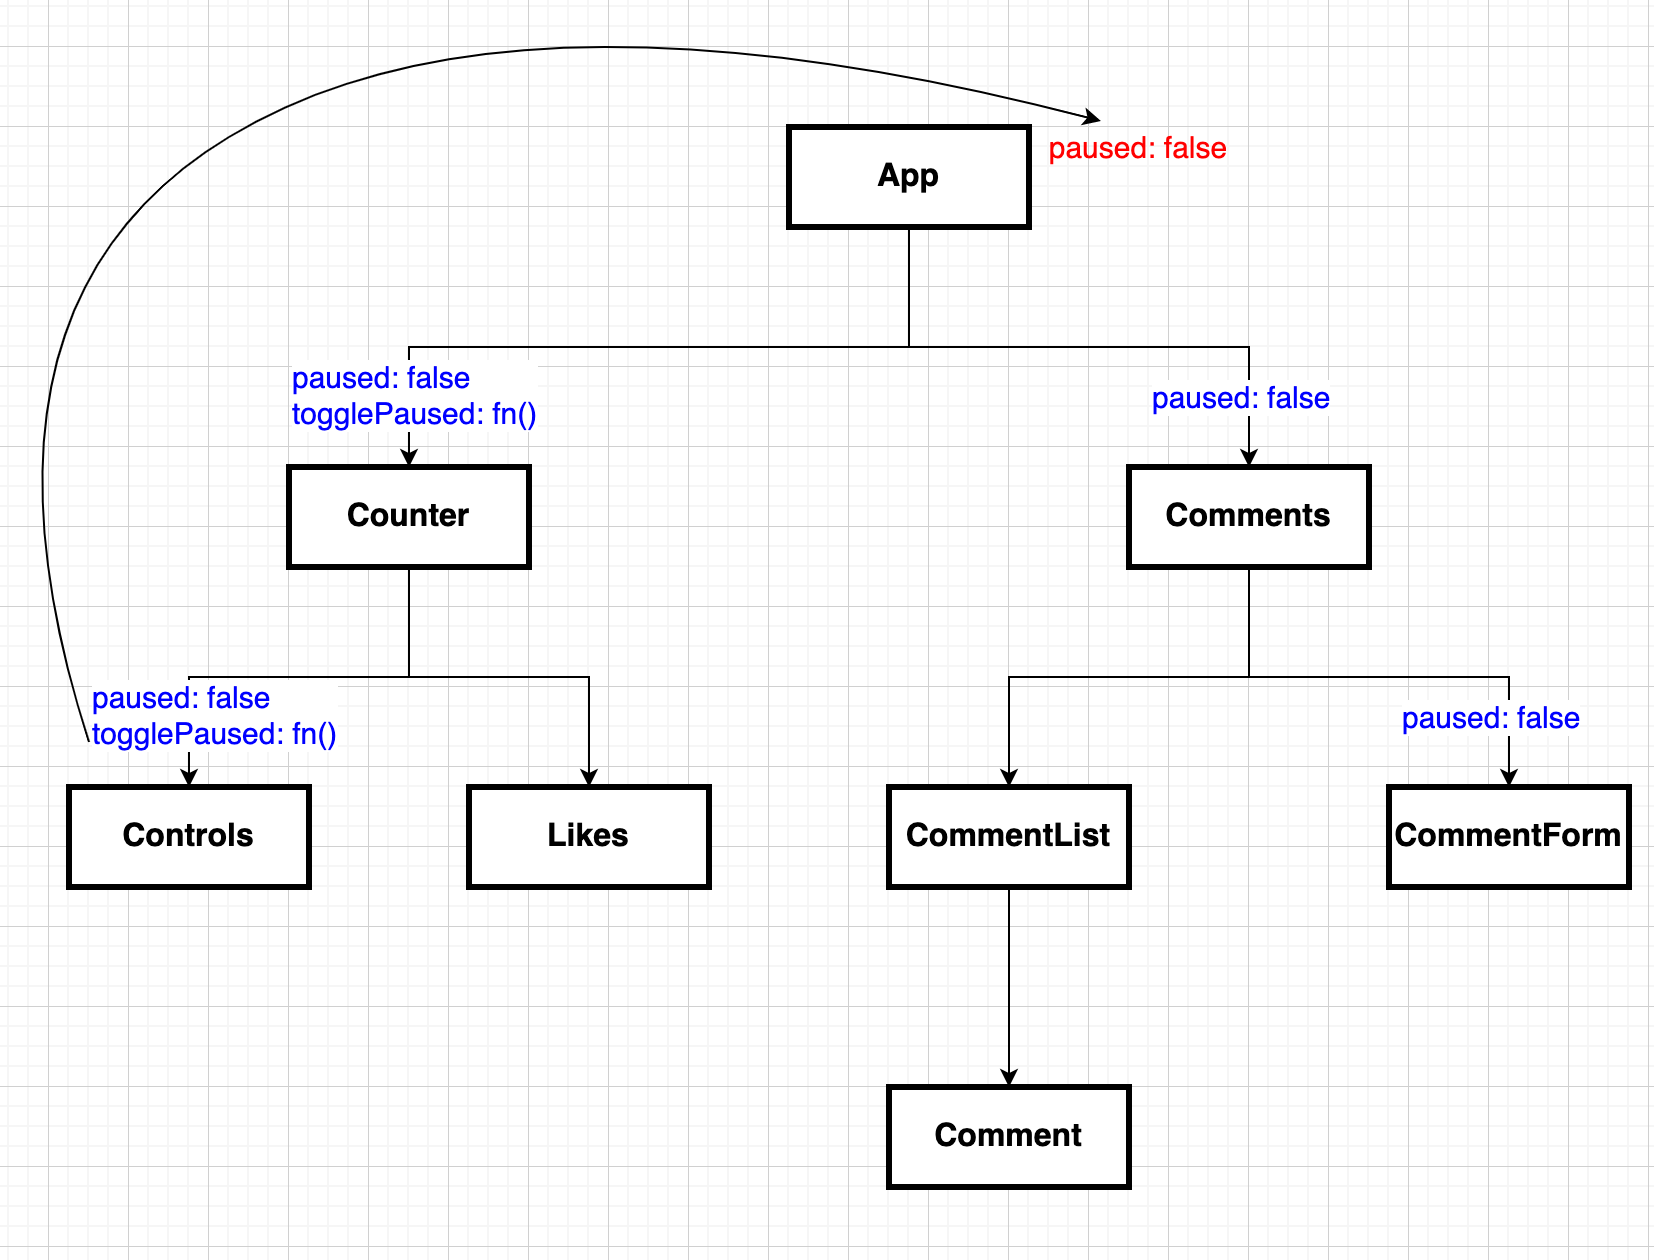 App
paused: false
paused: false
togglePaused: fn()
paused: false
Counter
Comments
paused: false
togglePaused: fn()
paused: false
Controls
Likes
CommentList
CommentForm
Comment